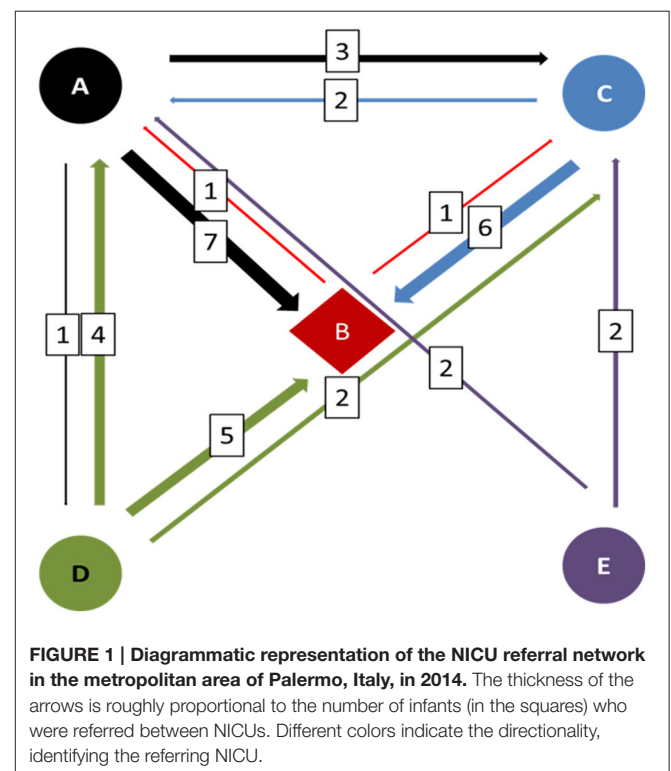 3
A
C
2
1
1
7
6
B
1
4
2
2
2
5
D
E
FIGURE 1 | Diagrammatic representation of the NICU referral network
in the metropolitan area of Palermo, Italy, in 2014. The thickness of the
arrows is roughly proportional to the number of infants (in the squares) who
were referred between NICUs. Different colors indicate the directionality,
identifying the referring NICU.